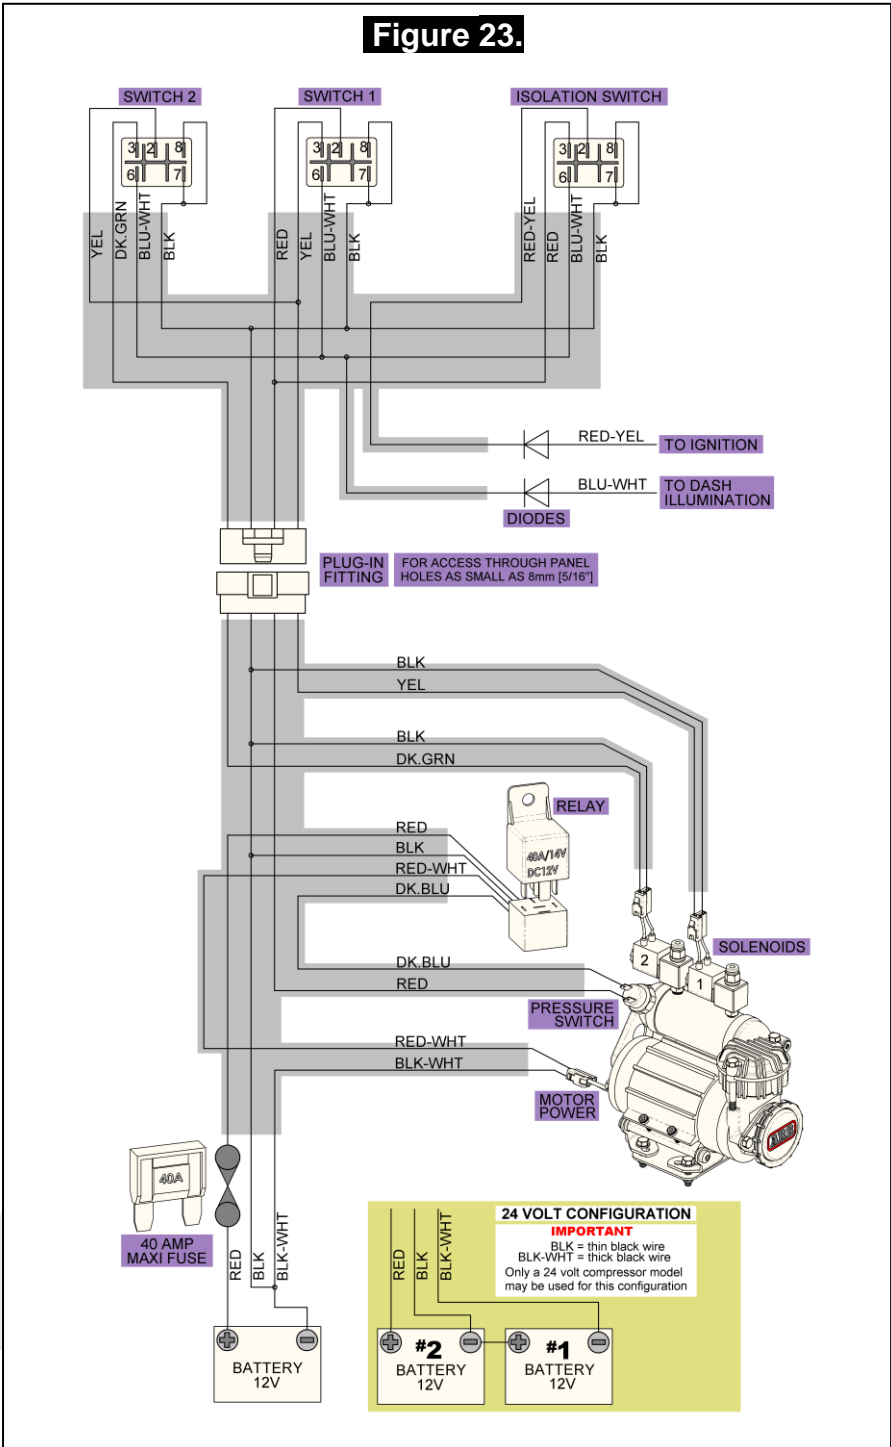 Figure 23.
SWITCH 2
SWITCH 1
ISOLATION SWITCH
3 2 8
6 7
3 2 8
6 7
3 2 8
6 7
YEL
DK.GRN
BLU-WHT
BLK
RED
YEL
BLU-WHT
BLK
RED-YEL
RED
BLU-WHT
BLK
RED-YEL
TO IGNITION
BLU-WHT
TO DASH
ILLUMINATION
DIODES
PLUG-IN
FITTING
FOR ACCESS THROUGH PANEL
HOLES AS SMALL AS 8mm [5/16"]
BLK
YEL
BLK
DK.GRN
RELAY
40A/14V
DC12V
RED
BLK
RED-WHT
DK.BLU
SOLENOIDS
2
1
DK.BLU
RED
PRESSURE
SWITCH
RED-WHT
BLK-WHT
MOTOR
POWER
ARB
40A
40 AMP
MAXI FUSE
RED
BLK
BLK-WHT
BATTERY
12V
24 VOLT CONFIGURATION
IMPORTANT
BLK = thin black wire
BLK-WHT = thick black wire
Only a 24 volt compressor model
may be used for this configuration
RED
BLK
BLK-WHT
#2
BATTERY
12V
#1
BATTERY
12V